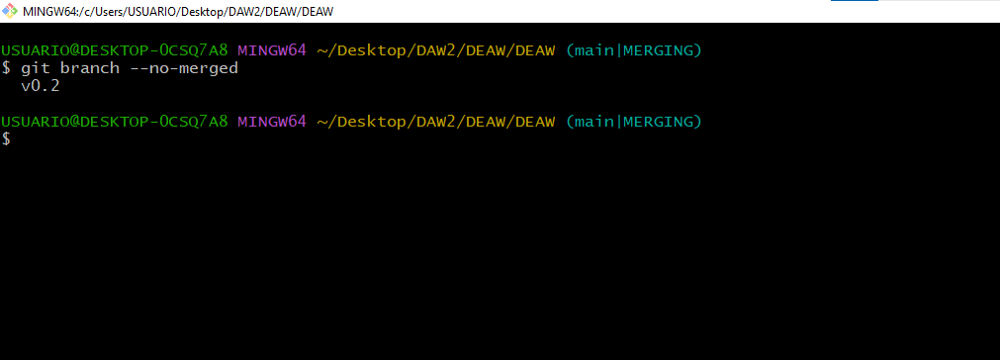 MINGW64:/c/Users/USUARIO/Desktop/DAW2/DEAW/DEAW
USUARIO@DESKTOP-0CSQ7A8 MINGW64 ~/Desktop/DAW2/DEAW/DEAW (main|MERGING)
$ git branch --no-merged
  v0.2
USUARIO@DESKTOP-0CSQ7A8 MINGW64 ~/Desktop/DAW2/DEAW/DEAW (main|MERGING)
$